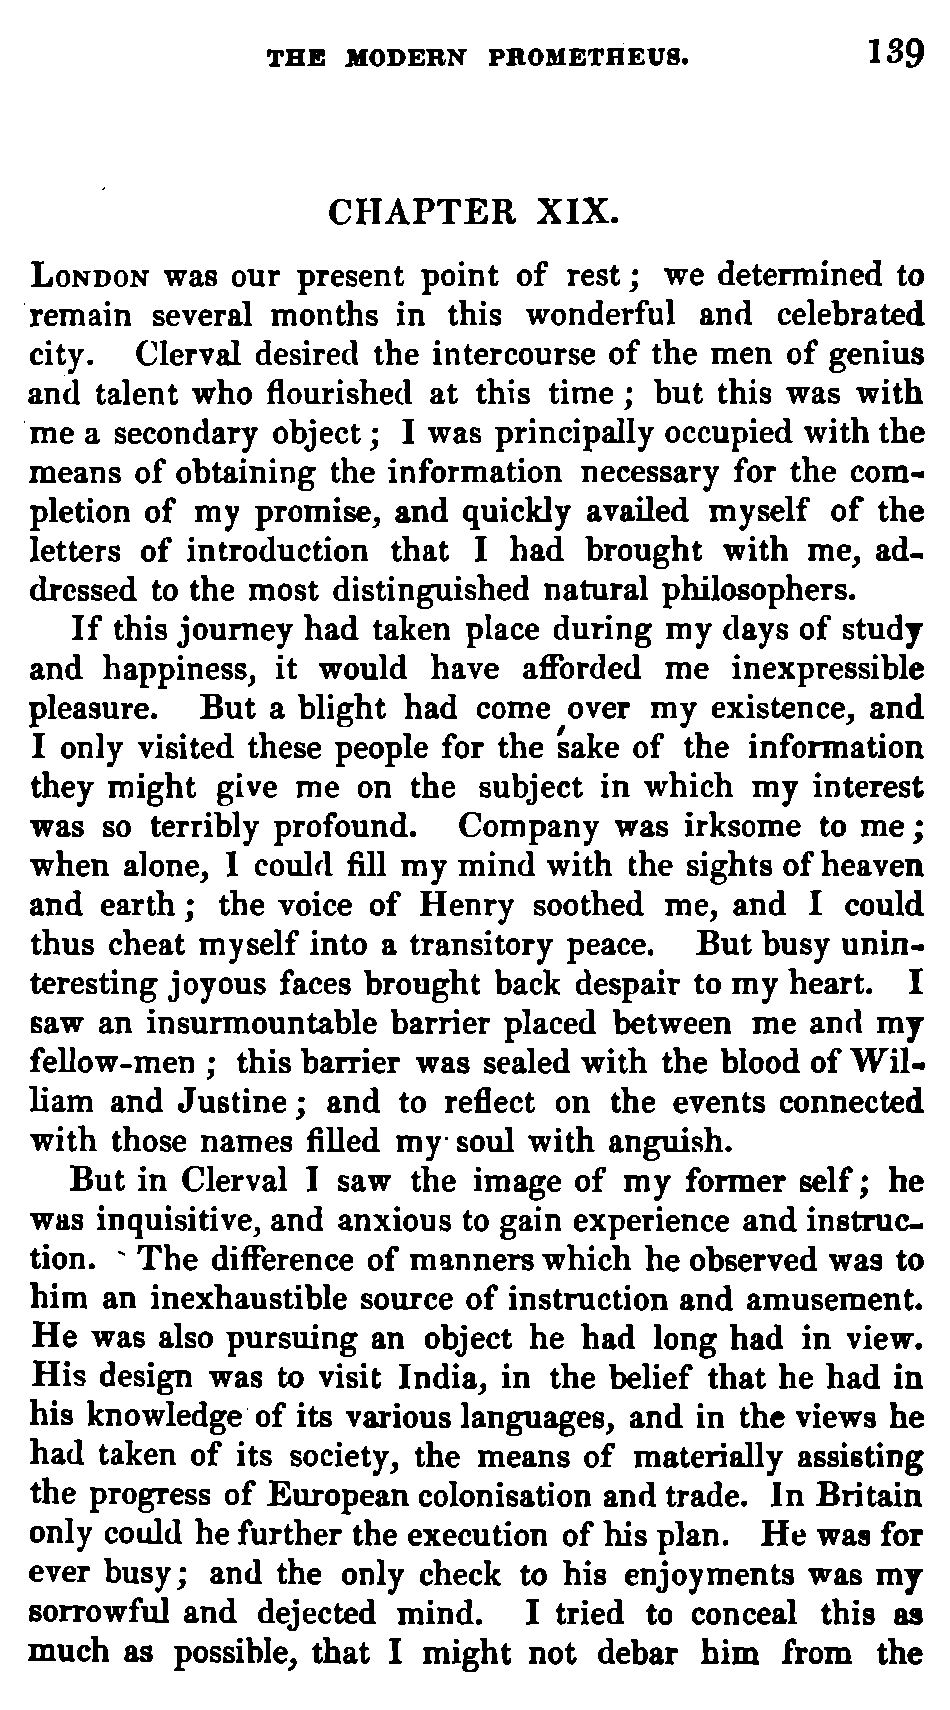 THE MODERN PROMETHEUS. 139
CHAPTER XIX.
LONDON was our present point of rest; we determined to
remain several months in this wonderful and celebrated
city. Clerval desired the intercourse of the men of genius
and talent who flourished at this time; but this was with
me a secondary object; I was principally occupied with the
means of obtaining the information necessary for the com-
pletion of my promise, and quickly availed myself of the
letters of introduction that I had brought with me, ad-
dressed to the most distinguished natural philosophers.
If this journey had taken place during my days of study
and happiness, it would have afforded me inexpressible
pleasure. But a blight had come over my existence, and
I only visited these people for the sake of the information
they might give me on the subject in which my interest
was so terribly profound. Company was irksome to me;
when alone, I could fill my mind with the sights of heaven
and earth; the voice of Henry soothed me, and I could
thus cheat myself into a transitory peace. But busy unin-
teresting joyous faces brought back despair to my heart. I
saw an insurmountable barrier placed between me and my
fellow-men; this barrier was sealed with the blood of Wil-
liam and Justine; and to reflect on the events connected
with those names filled my soul with anguish.
But in Clerval I saw the image of my former self; he
was inquisitive, and anxious to gain experience and instruc-
tion. The difference of manners which he observed was to
him an inexhaustible source of instruction and amusement.
He was also pursuing an object he had long had in view.
His design was to visit India, in the belief that he had in
his knowledge of its various languages, and in the views he
had taken of its society, the means of materially assisting
the progress of European colonisation and trade. In Britain
only could he further the execution of his plan. He was for
ever busy; and the only check to his enjoyments was my
sorrowful and dejected mind. I tried to conceal this as
much as possible, that I might not debar him from the